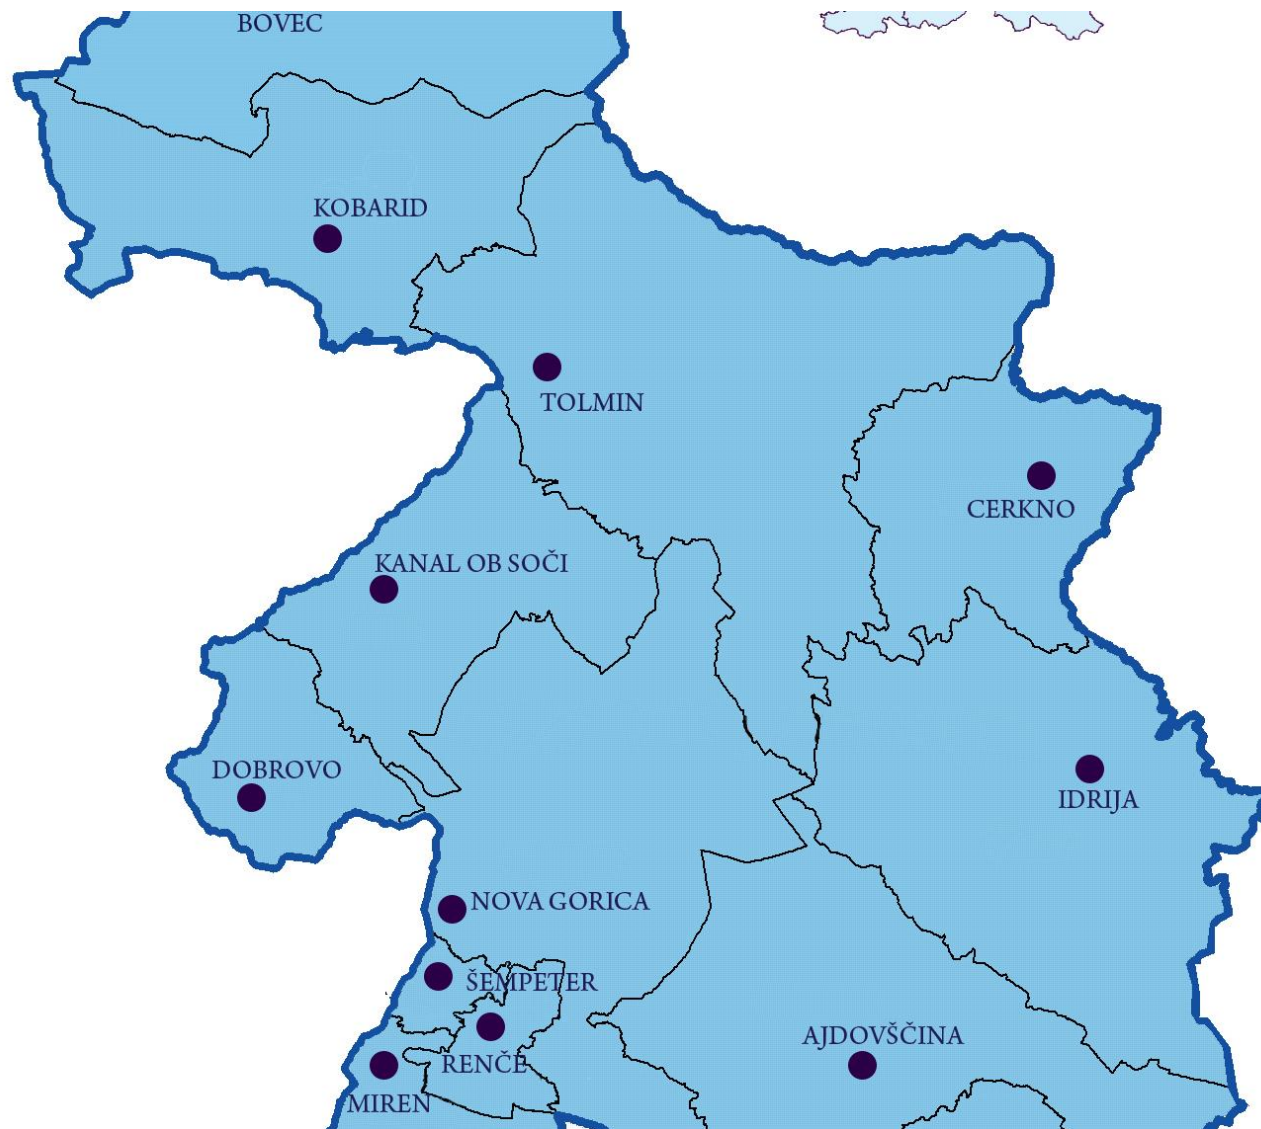 BOVEC
KOBARID
TOLMIN
CERKNO
KANAL OB SOČI
DOBROVO
IDRIJA
NOVA GORICA
ŠEMPETER
AJDOVŠČINA
RENČE
MIREN